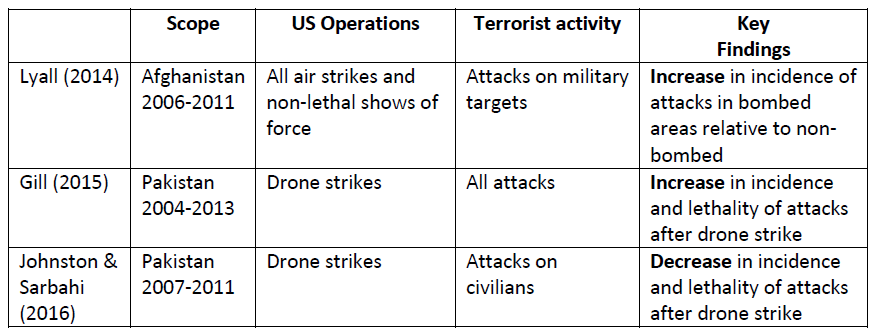 Scope US Operations Terrorist activity Key
Findings
Lyall (2014) Afghanistan All air strikes and Attacks on military Increase in incidence of
2006-2011 non-lethal shows of targets attacks in bombed
force areas relative to non-
bombed
Gill (2015) Pakistan Drone strikes All attacks Increase in incidence
2004-2013 and lethality of attacks
after drone strike
Johnston & Pakistan Drone strikes Attacks on Decrease in incidence
Sarbahi 2007-2011 civilians and lethality of attacks
(2016) after drone strike